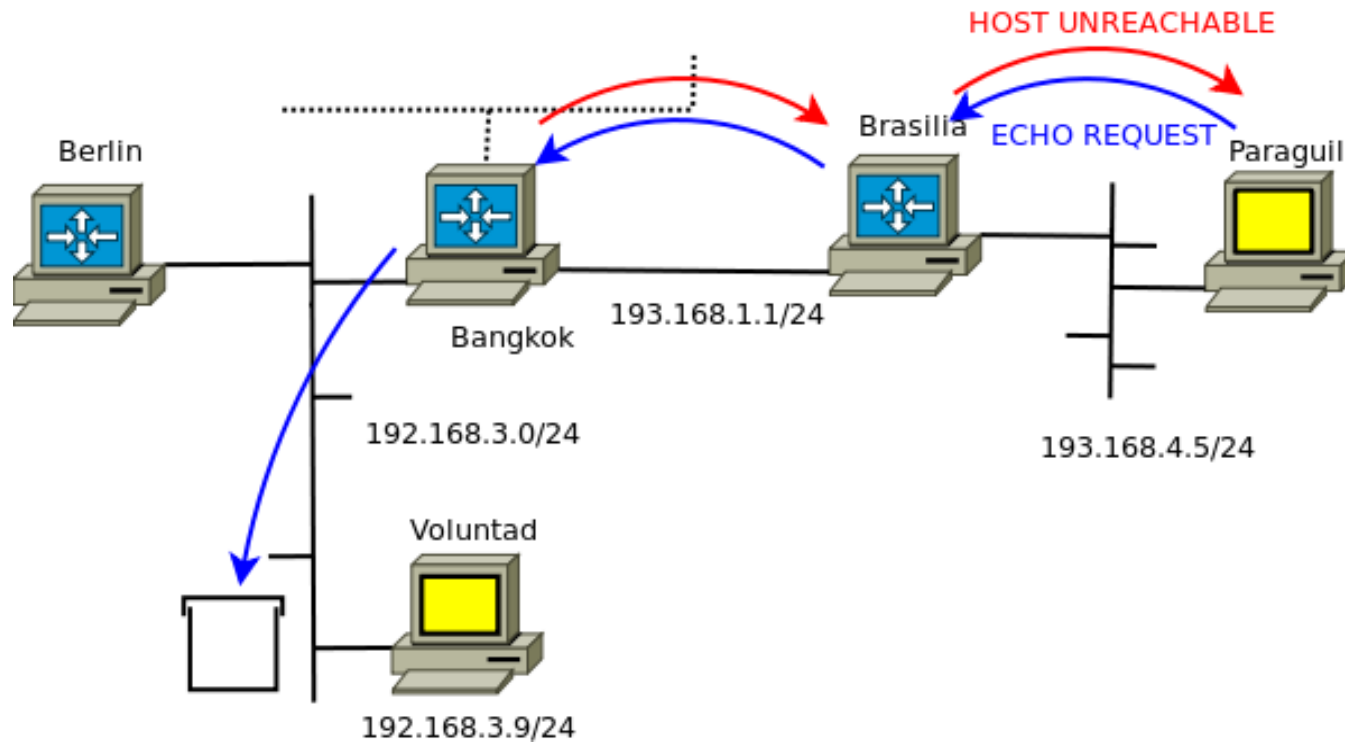 HOST UNREACHABLE
Brasilia
ECHO REQUEST
Paraguil
Berlin
193.168.1.1/24
Bangkok
192.168.3.0/24
193.168.4.5/24
Voluntad
192.168.3.9/24